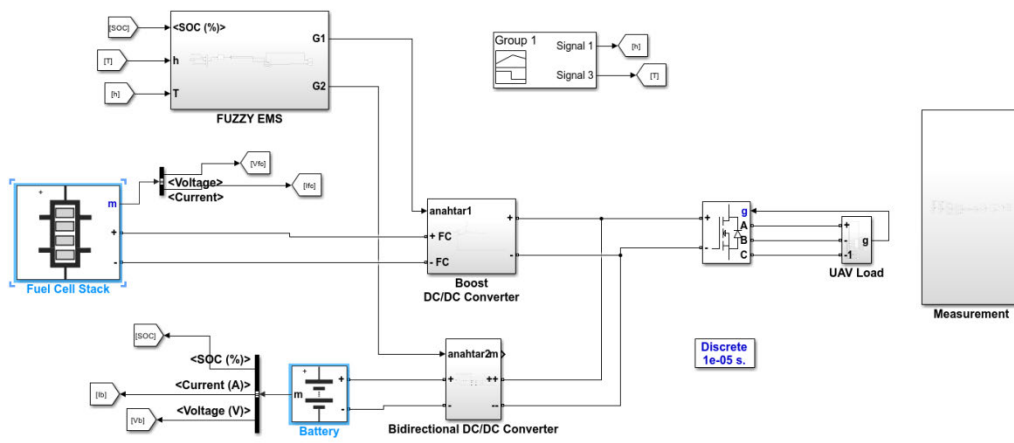 [SOC]
<SOC (%)>
G1
[T]
h
[h]
T
G2
FUZZY EMS
Group 1
Signal 1
[h]
Signal 3
[T]
[Vfc]
<Voltage>
[Ifc]
<Current>
+
m
+
-
Fuel Cell Stack
anahtar1
+
+ FC
- FC
-
Boost
DC/DC Converter
+
-
g
A
B
C
+
-
-1
g
UAV Load
Measurement
Discrete
1e-05 s.
[SOC]
<SOC (%)>
[Ib]
<Current (A)>
[Vb]
<Voltage (V)>
+
m
+
-
Battery
anahtar2
m
+
++
-
--
Bidirectional DC/DC Converter